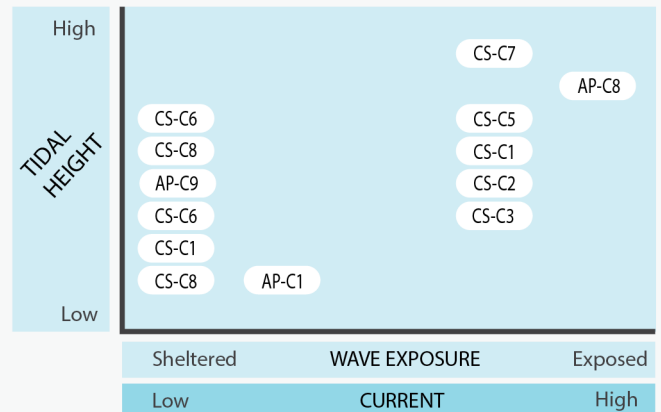 High
CS-C7
AP-C8
CS-C6
CS-C5
CS-C8
CS-C1
TIDAL
HEIGHT
AP-C9
CS-C2
CS-C6
CS-C3
CS-C1
CS-C8
AP-C1
Low
Sheltered
WAVE EXPOSURE
Exposed
Low
CURRENT
High